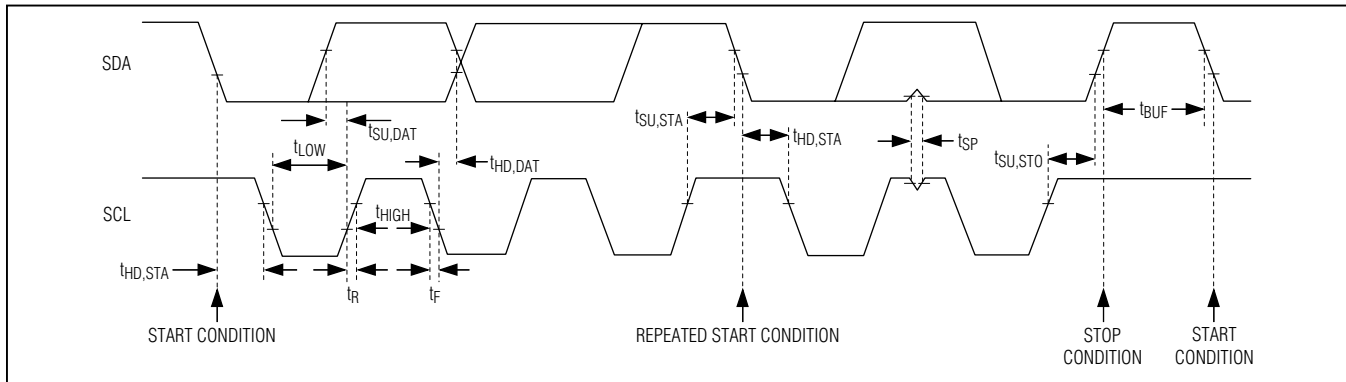 SDA
tSU,DAT
tLOW
tHD,DAT
tSU,STA
tHD,STA
tSP
tBUF
tSU,STO
SCL
tHIGH
tHD,STA
tR
tF
START CONDITION
REPEATED START CONDITION
STOP
CONDITION
START
CONDITION